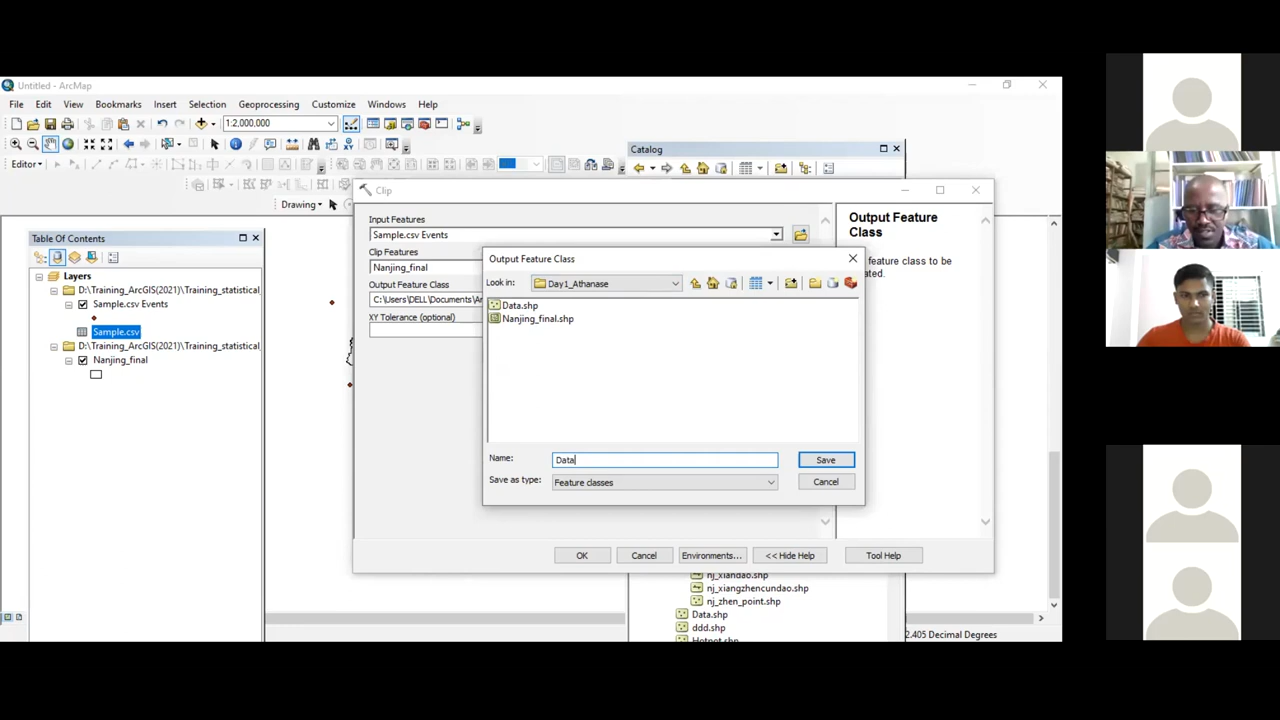 Untitled - ArcMap
File Edit View Bookmarks Insert Selection Geoprocessing Customize Windows Help
1:2,000,000
Editor
Drawing
Catalog
Table Of Contents
Layers
D:\Training_ArcGIS(2021)\Training_statistical_
Sample.csv Events
Sample.csv
D:\Training_ArcGIS(2021)\Training_statistical_
Nanjing_final
Clip
Input Features
Sample.csv Events
Clip Features
Nanjing_final
Output Feature Class
C:\Users\DELL\Documents\Ar
XY Tolerance (optional)
Output Feature Class
Look in: Day1_Athanase
Data.shp
Nanjing_final.shp
Name: Data
Save
Save as type: Feature classes
Cancel
Output Feature
Class
feature class to be
ated.
OK Cancel Environments... << Hide Help Tool Help
nj_xiandao.shp
nj_xiangzhencundao.shp
nj_zhen_point.shp
Data.shp
ddd.shp
2.405 Decimal Degrees